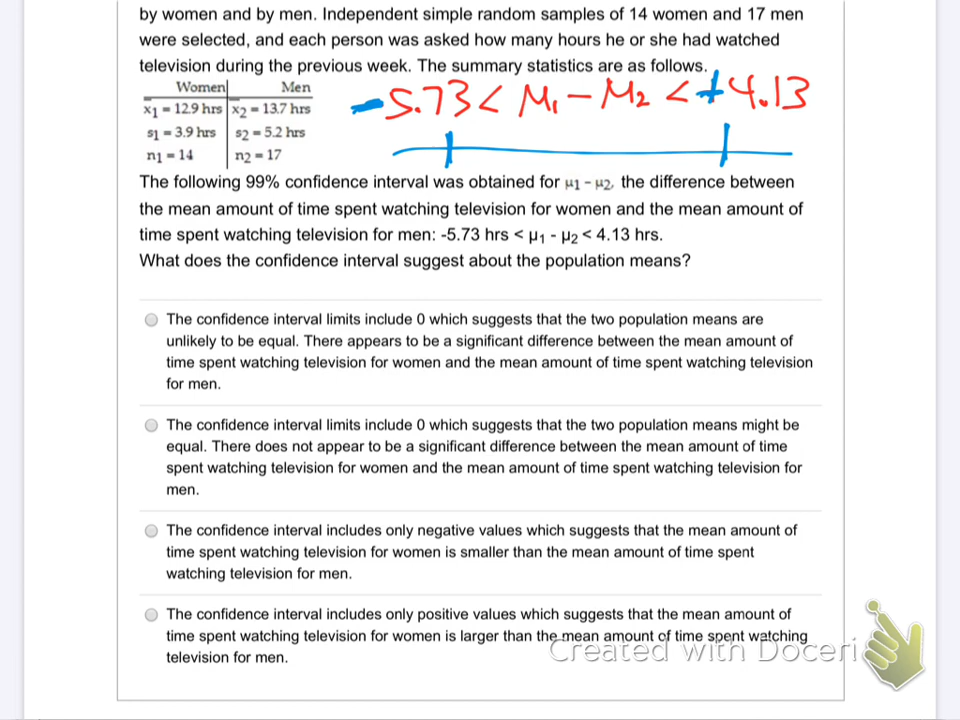 by women and by men. Independent simple random samples of 14 women and 17 men
were selected, and each person was asked how many hours he or she had watched
television during the previous week. The summary statistics are as follows.
Women Men
x̅1 = 12.9 hrs x̅2 = 13.7 hrs
s1 = 3.9 hrs s2 = 5.2 hrs
n1 = 14 n2 = 17
-5.73 < M1 - M2 < +4.13
The following 99% confidence interval was obtained for μ1 - μ2, the difference between
the mean amount of time spent watching television for women and the mean amount of
time spent watching television for men: -5.73 hrs < μ1 - μ2 < 4.13 hrs.
What does the confidence interval suggest about the population means?
The confidence interval limits include 0 which suggests that the two population means are
unlikely to be equal. There appears to be a significant difference between the mean amount of
time spent watching television for women and the mean amount of time spent watching television
for men.
The confidence interval limits include 0 which suggests that the two population means might be
equal. There does not appear to be a significant difference between the mean amount of time
spent watching television for women and the mean amount of time spent watching television for
men.
The confidence interval includes only negative values which suggests that the mean amount of
time spent watching television for women is smaller than the mean amount of time spent
watching television for men.
The confidence interval includes only positive values which suggests that the mean amount of
time spent watching television for women is larger than the mean amount of time spent watching
television for men.
Created with Doceri